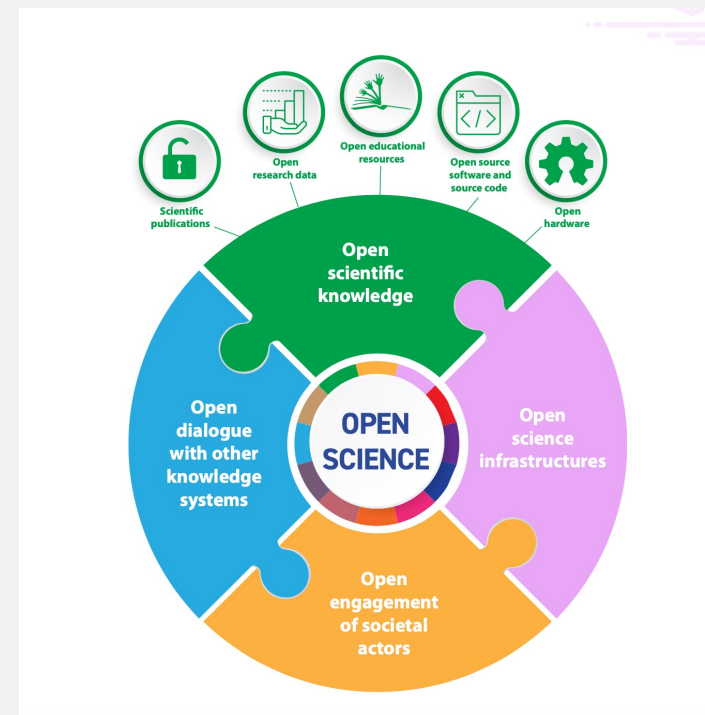 Scientific
publications
Open
research data
Open educational
resources
Open source
software and
source code
Open
hardware
</>
Open
scientific
knowledge
Open
dialogue
with other
knowledge
systems
OPEN
SCIENCE
Open
science
infrastructures
Open
engagement
of societal
actors